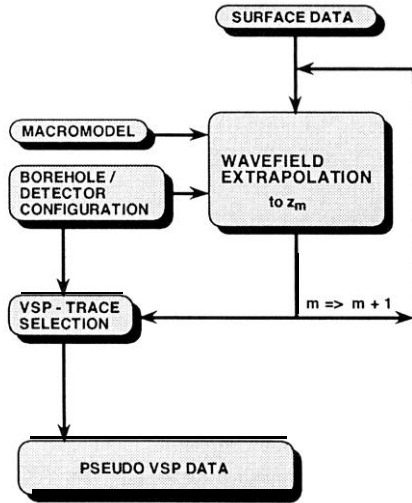 SURFACE DATA
MACROMODEL
BOREHOLE /
DETECTOR
CONFIGURATION
WAVEFIELD
EXTRAPOLATION
to zm
m => m + 1
VSP - TRACE
SELECTION
PSEUDO VSP DATA